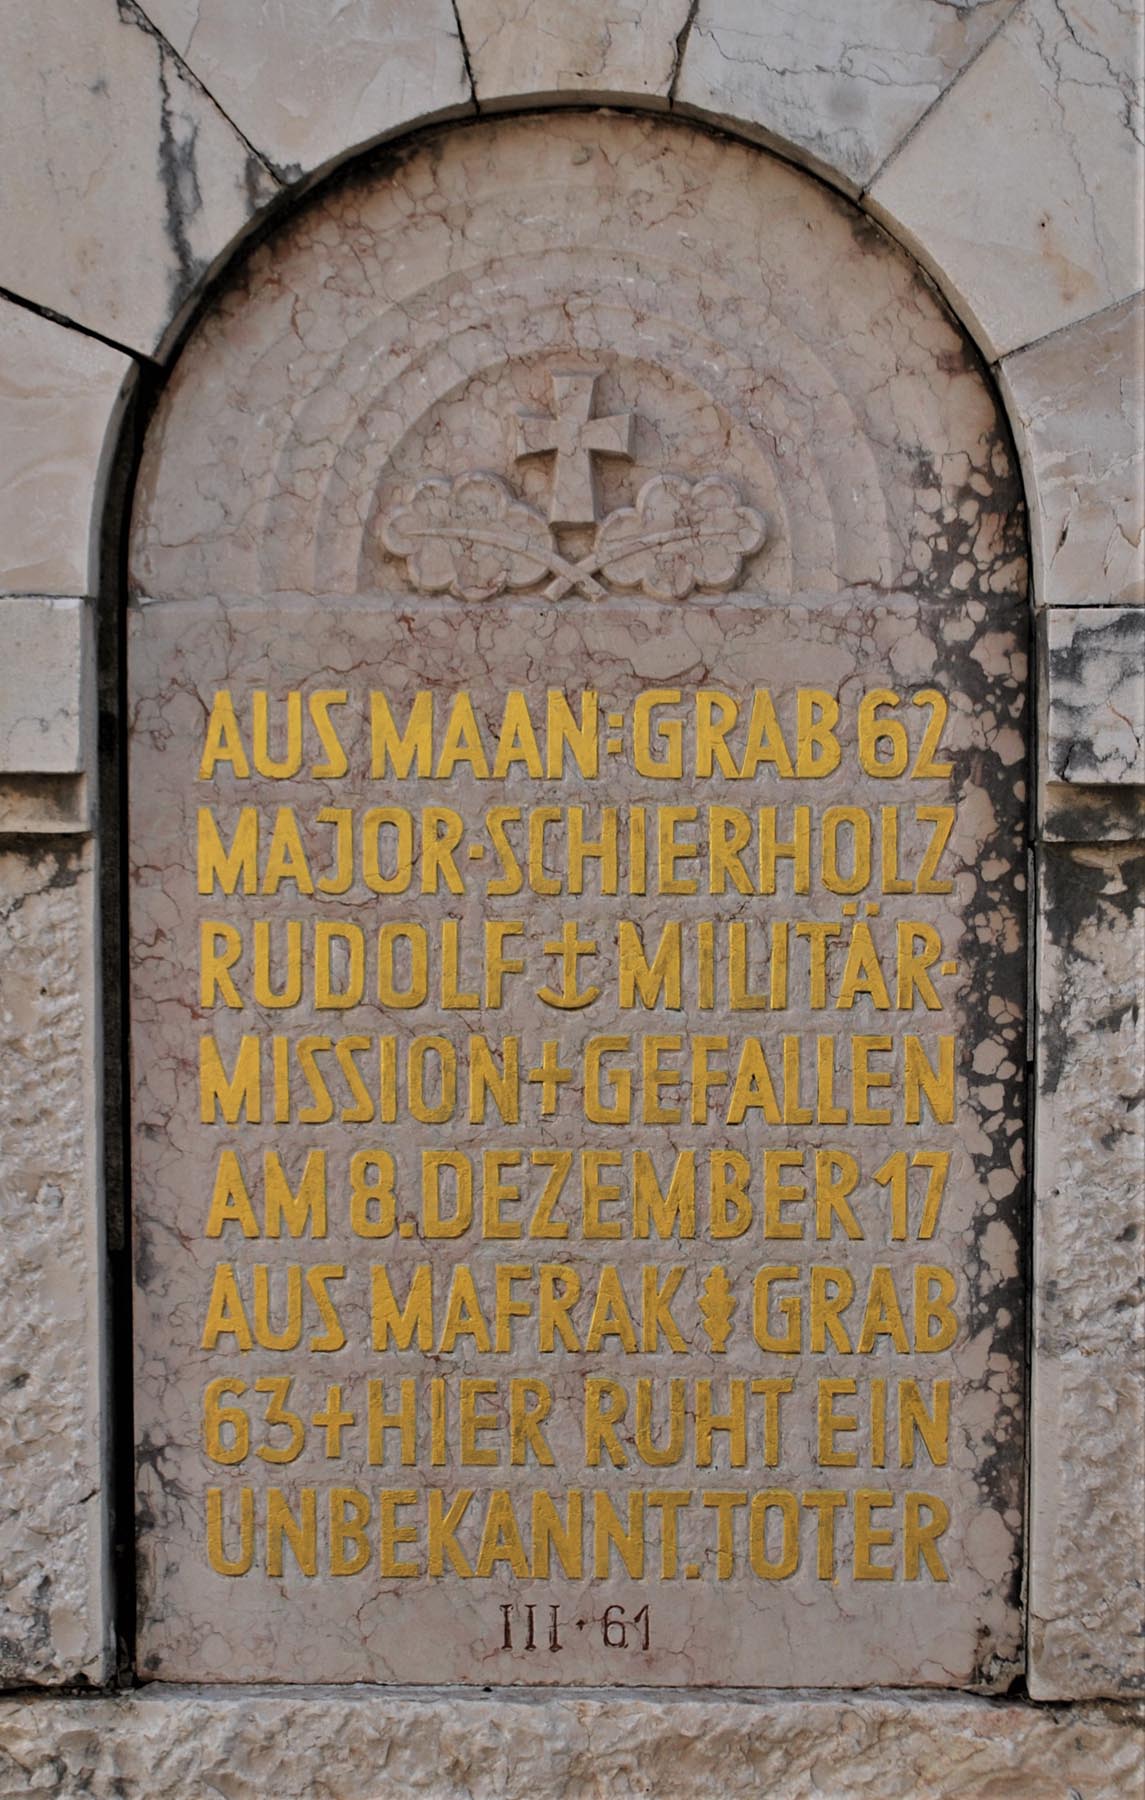 AUS MAAN: GRAB 62
MAJOR·SCHIERHOLZ
RUDOLF ⚓ MILITÄR-
MISSION + GEFALLEN
AM 8. DEZEMBER 17
AUS MAFRAK ‡ GRAB
63 + HIER RUHT EIN
UNBEKANNT. TOTER
III · 61